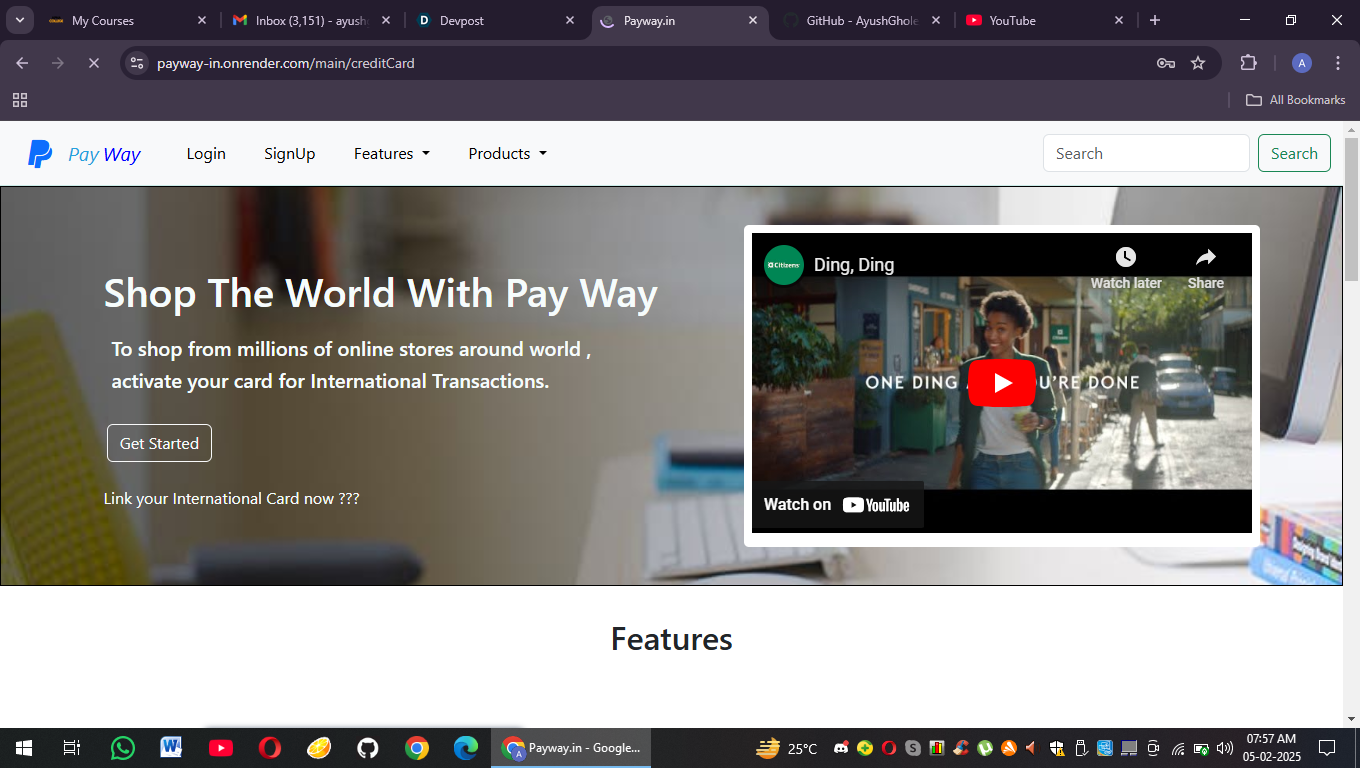 My Courses
Inbox (3,151) - ayush
Devpost
Payway.in
GitHub - AyushGhole
YouTube
payway-in.onrender.com/main/creditCard
A
All Bookmarks
Pay Way
Login
SignUp
Features
Products
Search
Search
Shop The World With Pay Way
To shop from millions of online stores around world ,
activate your card for International Transactions.
Get Started
Link your International Card now ???
Citizens
Ding, Ding
Watch later
Share
ONE DING A YOU'RE DONE
Watch on YouTube
Features
Payway.in - Google...
25°C
07:57 AM
05-02-2025